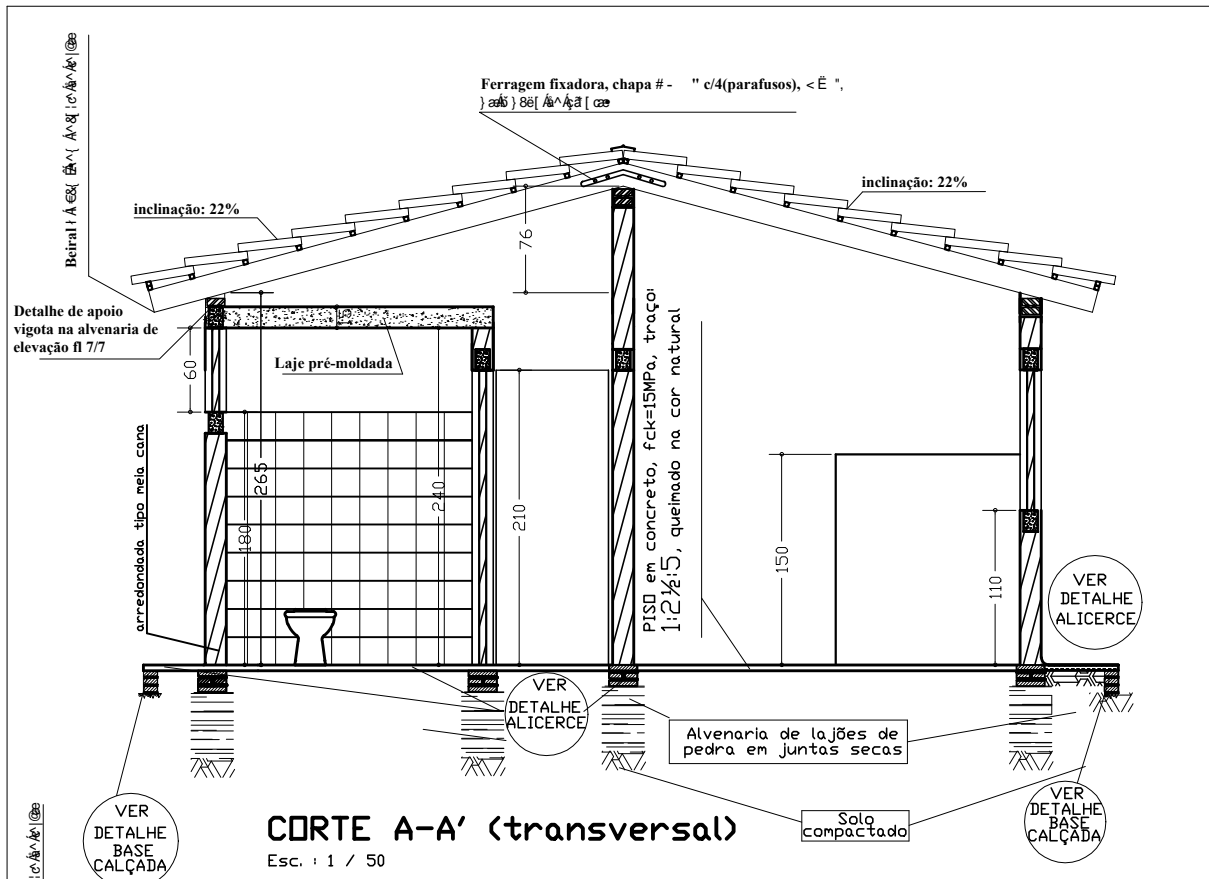 Ferragem fixadora, chapa # - " c/4(parafusos),
Beiral
inclinação: 22%
inclinação: 22%
76
Detalhe de apoio
vigota na alvenaria de
elevação fl 7/7
15
Laje pré-moldada
60
arredondada tipo meia cana
180
265
240
210
PISO em concreto, fck=15MPa, traço:
1:2½:5, queimado na cor natural
150
110
VER
DETALHE
ALICERCE
VER
DETALHE
ALICERCE
Alvenaria de lajões de
pedra em juntas secas
Solo
compactado
VER
DETALHE
BASE
CALÇADA
VER
DETALHE
BASE
CALÇADA
CORTE A-A' (transversal)
Esc. : 1 / 50